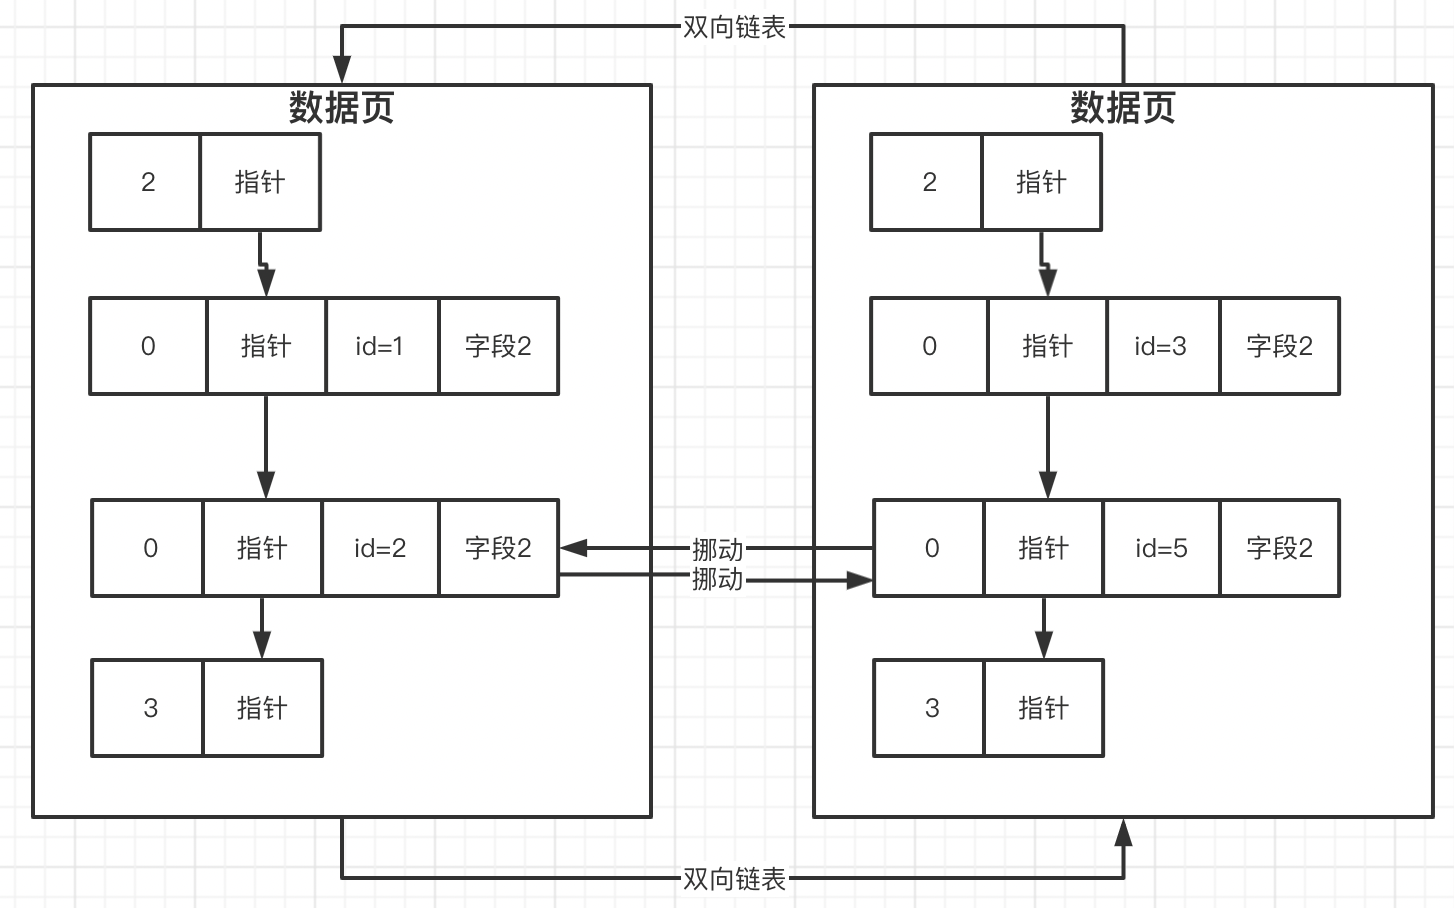 双向链表
数据页
2 指针
0 指针 id=1 字段2
0 指针 id=2 字段2
3 指针
挪动
挪动
数据页
2 指针
0 指针 id=3 字段2
0 指针 id=5 字段2
3 指针
双向链表